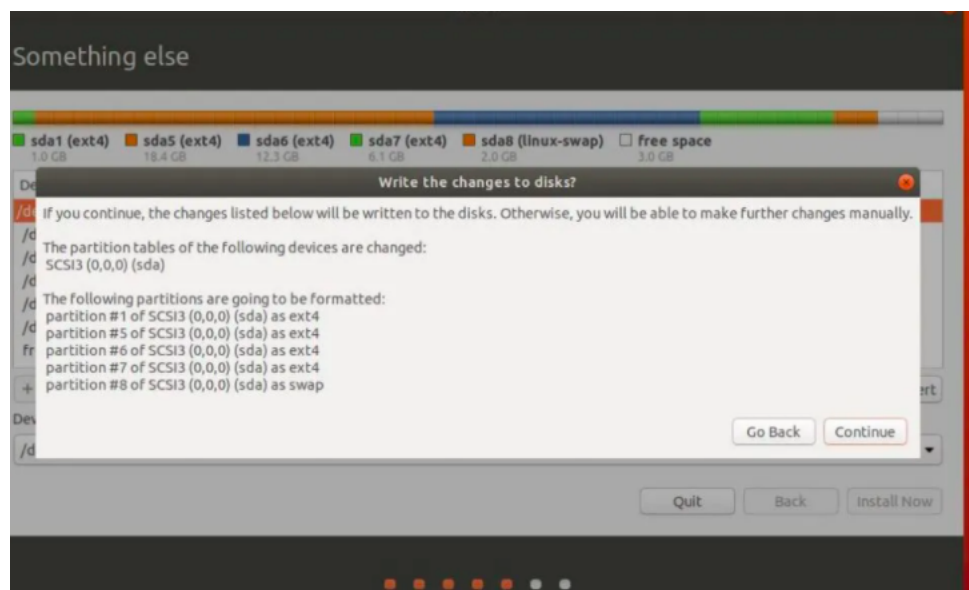 Something else
sda1 (ext4) sda5 (ext4) sda6 (ext4) sda7 (ext4) sda8 (linux-swap) free space
1.0 GB 18.4 GB 12.3 GB 6.1 GB 2.0 GB 3.0 GB
Write the changes to disks?
If you continue, the changes listed below will be written to the disks. Otherwise, you will be able to make further changes manually.
The partition tables of the following devices are changed:
SCSI3 (0,0,0) (sda)
The following partitions are going to be formatted:
partition #1 of SCSI3 (0,0,0) (sda) as ext4
partition #5 of SCSI3 (0,0,0) (sda) as ext4
partition #6 of SCSI3 (0,0,0) (sda) as ext4
partition #7 of SCSI3 (0,0,0) (sda) as ext4
partition #8 of SCSI3 (0,0,0) (sda) as swap
Go Back Continue
Quit Back Install Now